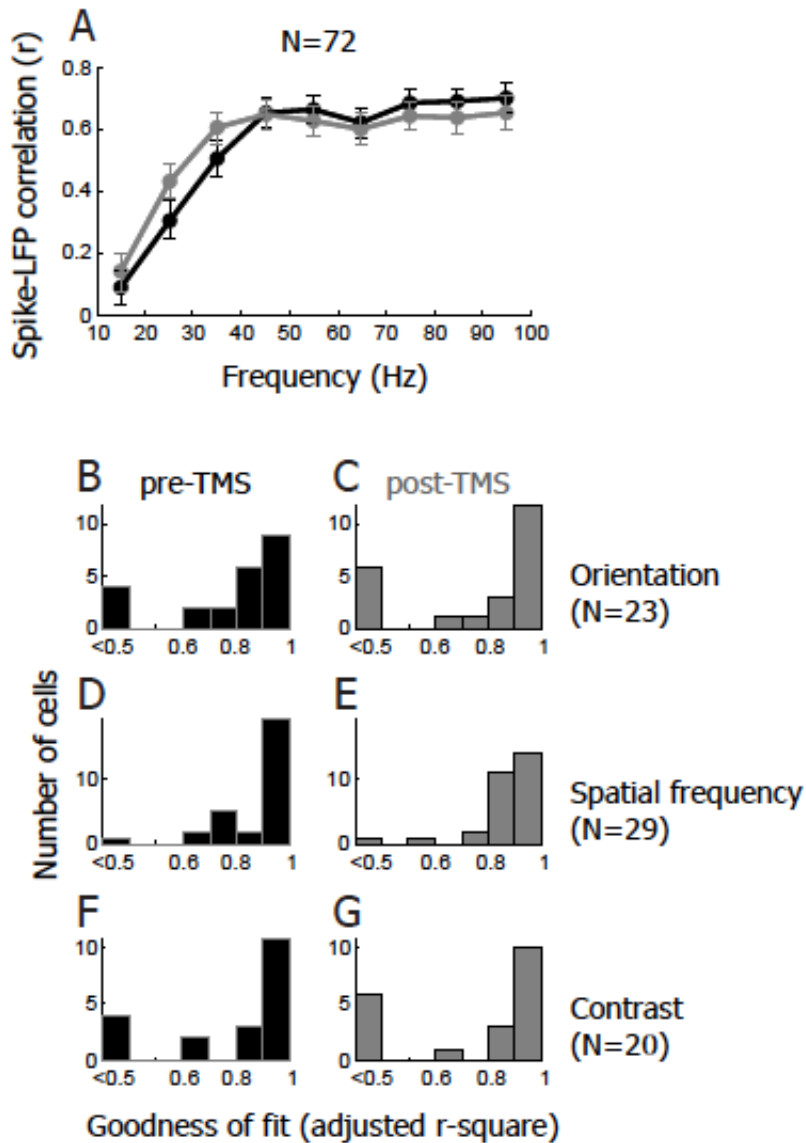 A
N=72
Spike-LFP correlation (r)
0.8
0.6
0.4
0.2
0
10 20 30 40 50 60 70 80 90 100
Frequency (Hz)
B pre-TMS C post-TMS
10
5
0
<0.5 0.6 0.8 1
10
5
0
<0.5 0.6 0.8 1
Orientation
(N=23)
Number of cells
D E
10
0
<0.5 0.6 0.8 1
10
0
<0.5 0.6 0.8 1
Spatial frequency
(N=29)
F G
10
5
0
<0.5 0.6 0.8 1
10
5
0
<0.5 0.6 0.8 1
Contrast
(N=20)
Goodness of fit (adjusted r-square)